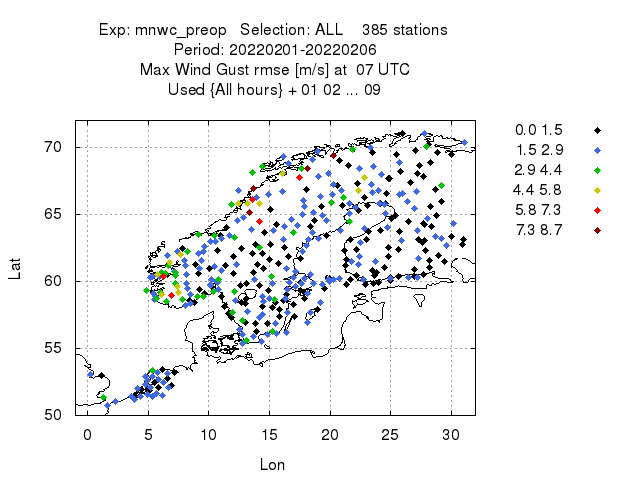 Exp: mnwc_preop   Selection: ALL    385 stations
Period: 20220201-20220206
Max Wind Gust rmse [m/s] at  07 UTC
Used {All hours} + 01 02 ... 09
0.0 1.5
1.5 2.9
2.9 4.4
4.4 5.8
5.8 7.3
7.3 8.7
70
65
60
55
50
Lat
0 5 10 15 20 25 30
Lon